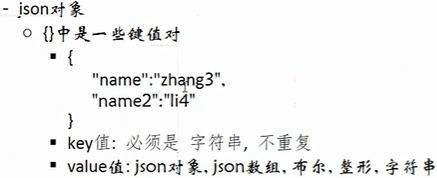 - json对象
o {}中是一些键值对
▪ {
"name":"zhang3",
"name2":"li4"
}
▪ key值: 必须是 字符串, 不重复
▪ value值: json对象, json数组, 布尔, 整形, 字符串